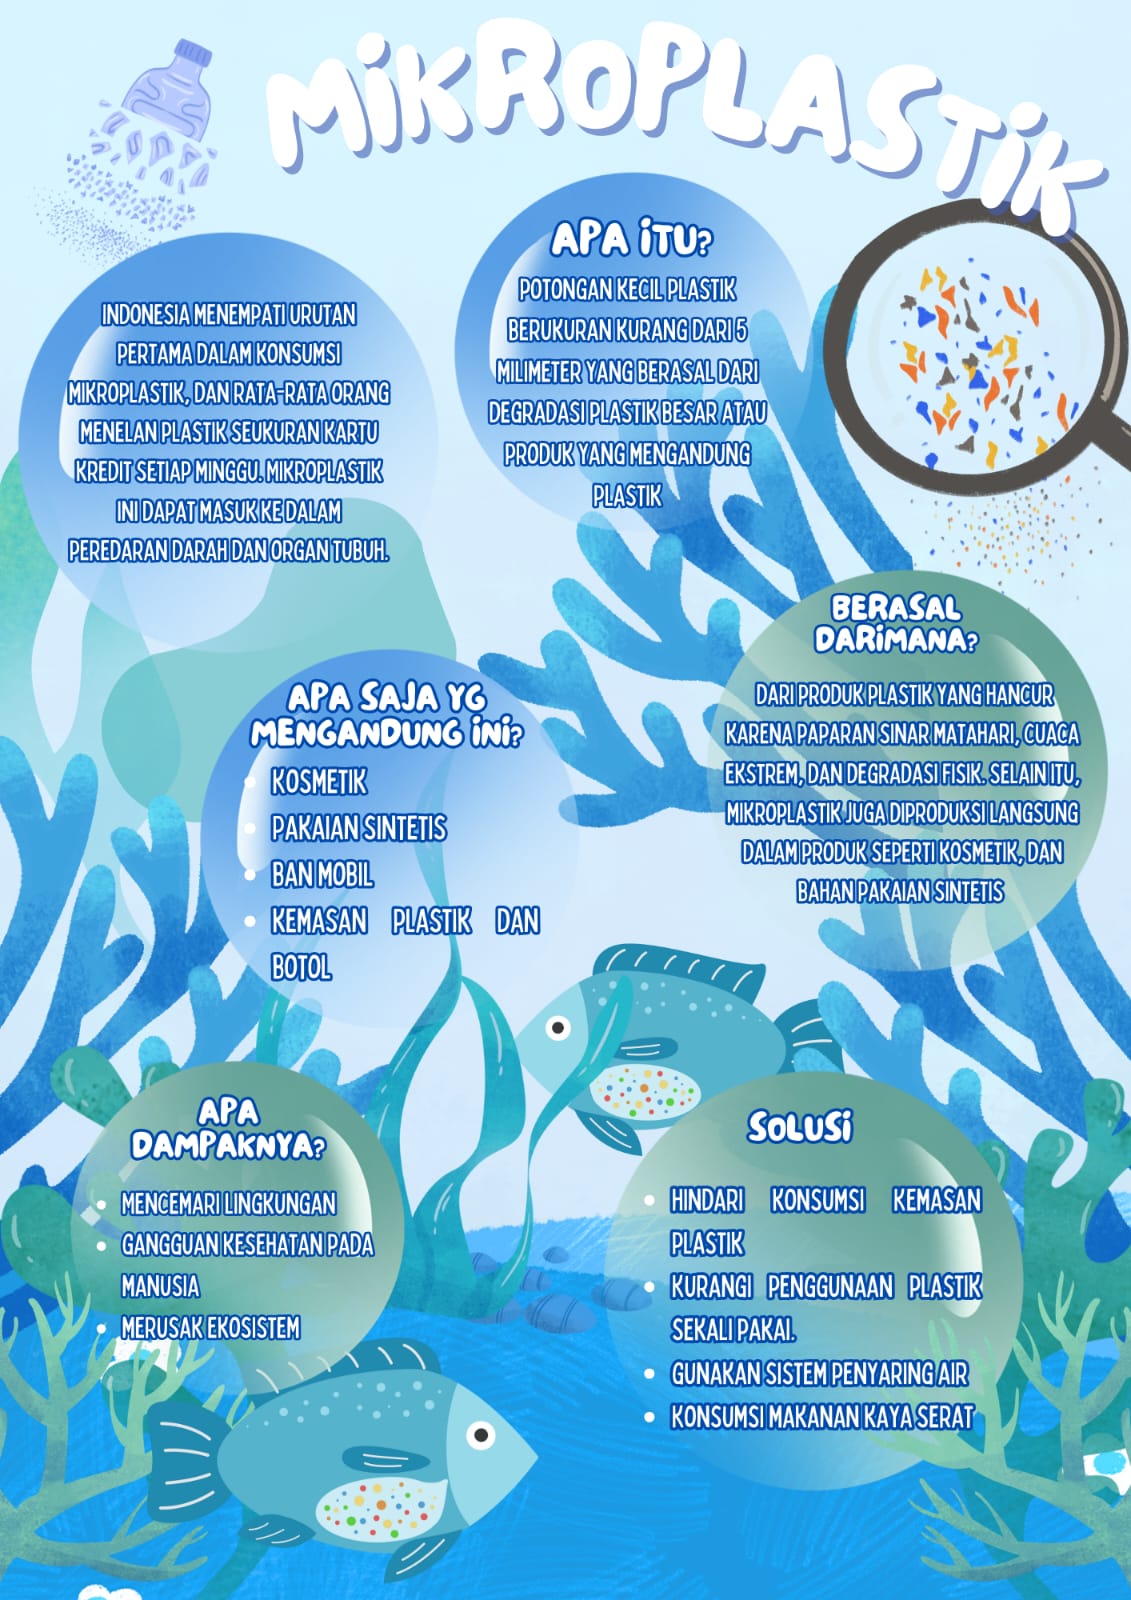 MIKROPLASTIK
INDONESIA MENEMPATI URUTAN
PERTAMA DALAM KONSUMSI
MIKROPLASTIK, DAN RATA-RATA ORANG
MENELAN PLASTIK SEUKURAN KARTU
KREDIT SETIAP MINGGU. MIKROPLASTIK
INI DAPAT MASUK KE DALAM
PEREDARAN DARAH DAN ORGAN TUBUH.
APA ITU?
POTONGAN KECIL PLASTIK
BERUKURAN KURANG DARI 5
MILIMETER YANG BERASAL DARI
DEGRADASI PLASTIK BESAR ATAU
PRODUK YANG MENGANDUNG
PLASTIK
BERASAL
DARIMANA?
DARI PRODUK PLASTIK YANG HANCUR
KARENA PAPARAN SINAR MATAHARI, CUACA
EKSTREM, DAN DEGRADASI FISIK. SELAIN ITU,
MIKROPLASTIK JUGA DIPRODUKSI LANGSUNG
DALAM PRODUK SEPERTI KOSMETIK, DAN
BAHAN PAKAIAN SINTETIS
APA SAJA YG
MENGANDUNG INI?
• KOSMETIK
• PAKAIAN SINTETIS
• BAN MOBIL
• KEMASAN PLASTIK DAN
BOTOL
APA
DAMPAKNYA?
• MENCEMARI LINGKUNGAN
• GANGGUAN KESEHATAN PADA
MANUSIA
• MERUSAK EKOSISTEM
SOLUSI
• HINDARI KONSUMSI KEMASAN
PLASTIK
• KURANGI PENGGUNAAN PLASTIK
SEKALI PAKAI.
• GUNAKAN SISTEM PENYARING AIR
• KONSUMSI MAKANAN KAYA SERAT